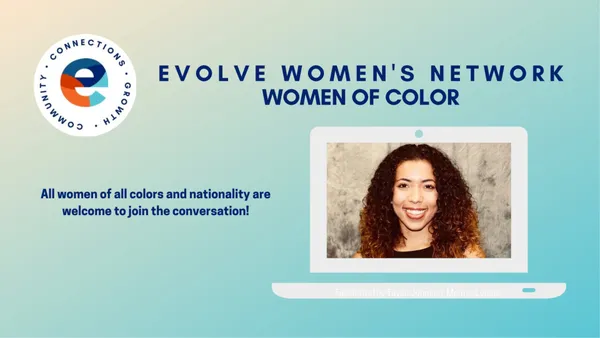 CONNECTIONS • GROWTH • COMMUNITY •
e
EVOLVE WOMEN'S NETWORK
WOMEN OF COLOR
All women of all colors and nationality are
welcome to join the conversation!